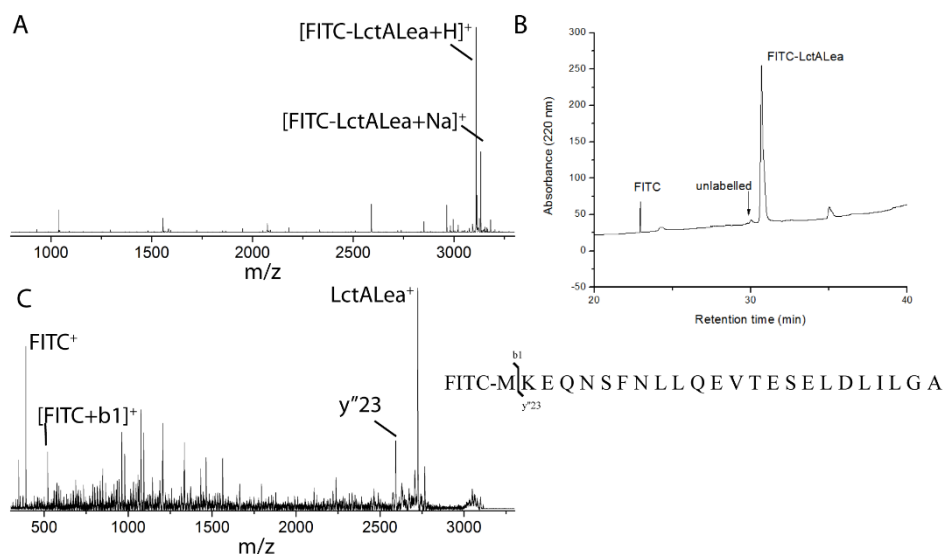 A
[FITC-LctALea+H]⁺
[FITC-LctALea+Na]⁺
1000 1500 2000 2500 3000
m/z
B
300
250
200
150
100
50
0
-50
Absorbance (220 nm)
FITC
unlabelled
FITC-LctALea
20 30 40
Retention time (min)
C
FITC⁺
[FITC+b1]⁺
y"23
LctALea⁺
500 1000 1500 2000 2500 3000
m/z
b1
FITC-M K E Q N S F N L L Q E V T E S E L D L I L G A
y"23